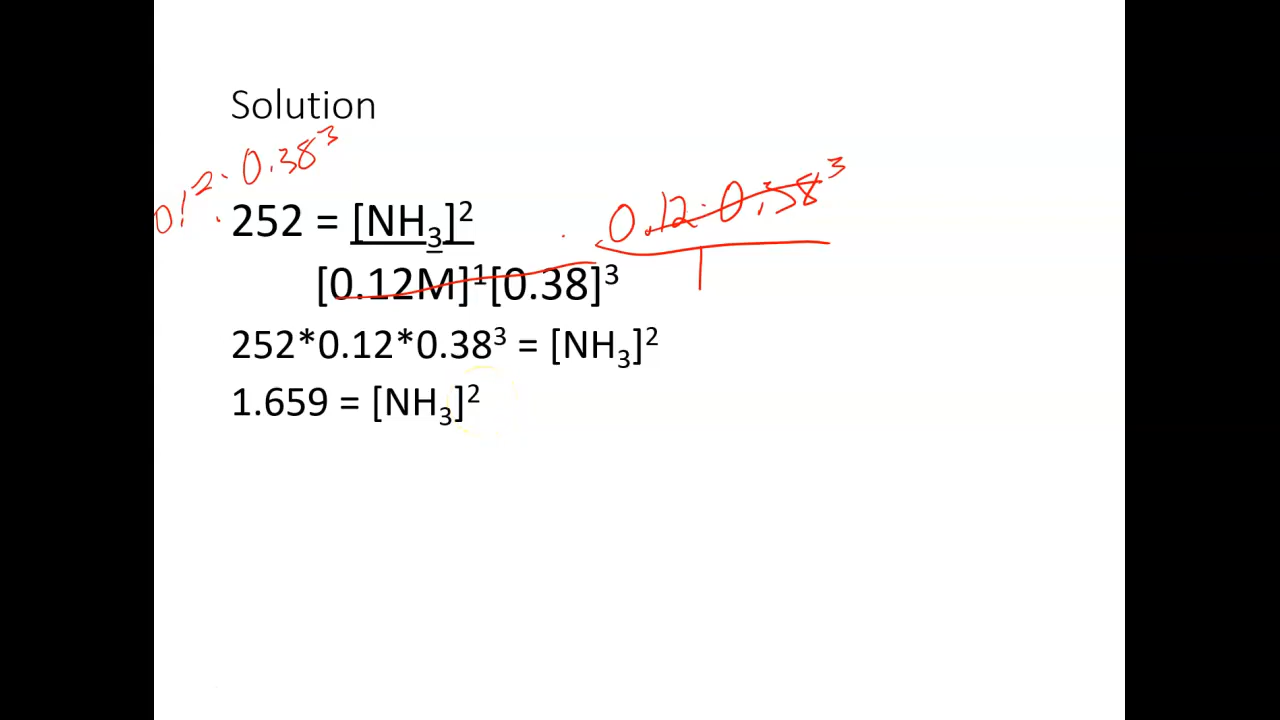 Solution
0.12 · 0.38³
0.12 · 0.38³
· 252 = [NH₃]²
1
[0.12M]¹[0.38]³
252*0.12*0.38³ = [NH₃]²
1.659 = [NH₃]²